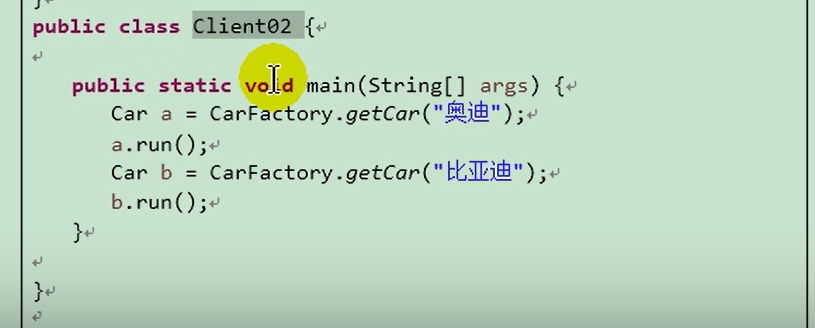 }
public class Client02 {
public static void main(String[] args) {
Car a = CarFactory.getCar("奥迪");
a.run();
Car b = CarFactory.getCar("比亚迪");
b.run();
}
}